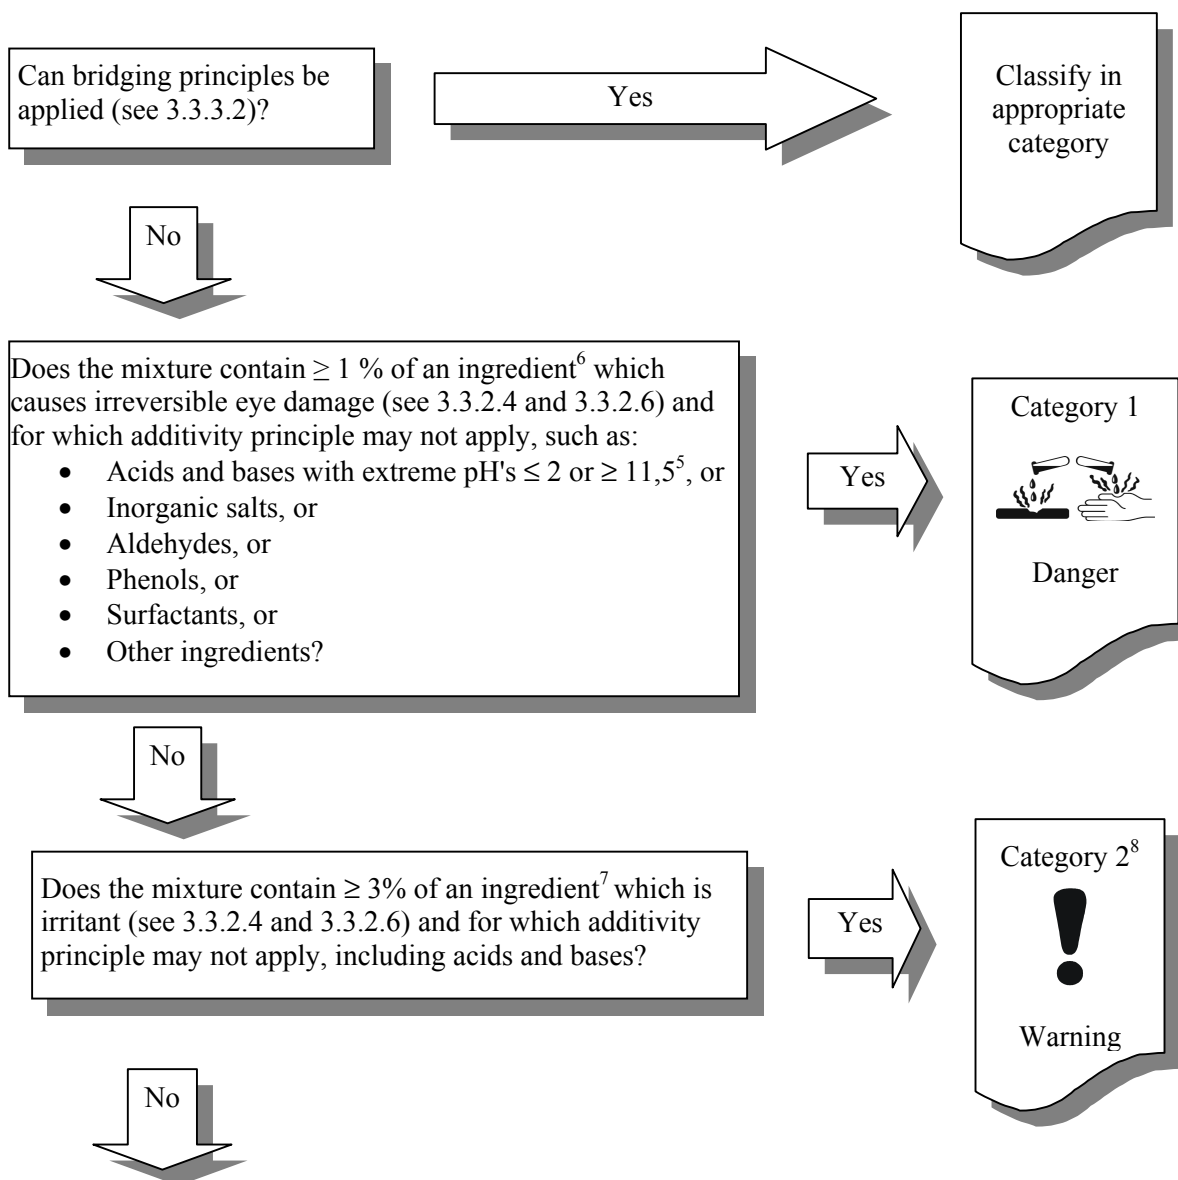 Can bridging principles be
applied (see 3.3.3.2)?
Yes
Classify in
appropriate
category
No
Does the mixture contain ≥ 1 % of an ingredient⁶ which
causes irreversible eye damage (see 3.3.2.4 and 3.3.2.6) and
for which additivity principle may not apply, such as:
• Acids and bases with extreme pH's ≤ 2 or ≥ 11,5⁵, or
• Inorganic salts, or
• Aldehydes, or
• Phenols, or
• Surfactants, or
• Other ingredients?
Yes
Category 1
Danger
No
Does the mixture contain ≥ 3% of an ingredient⁷ which is
irritant (see 3.3.2.4 and 3.3.2.6) and for which additivity
principle may not apply, including acids and bases?
Yes
Category 2⁸
Warning
No